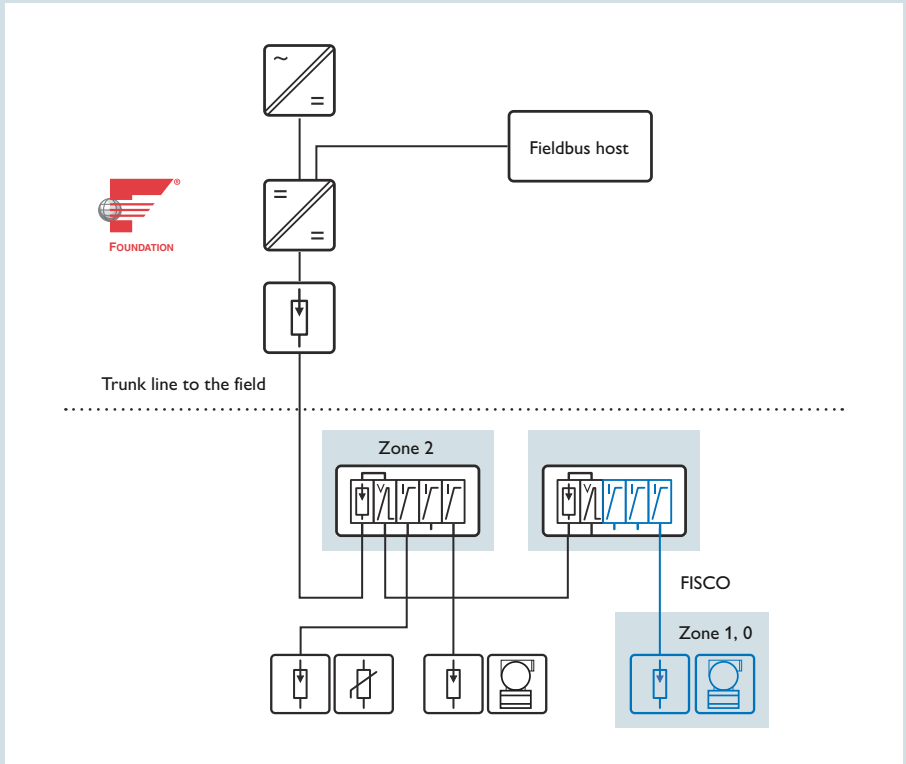 Fieldbus host
®
FOUNDATION
Trunk line to the field
Zone 2
FISCO
Zone 1, 0